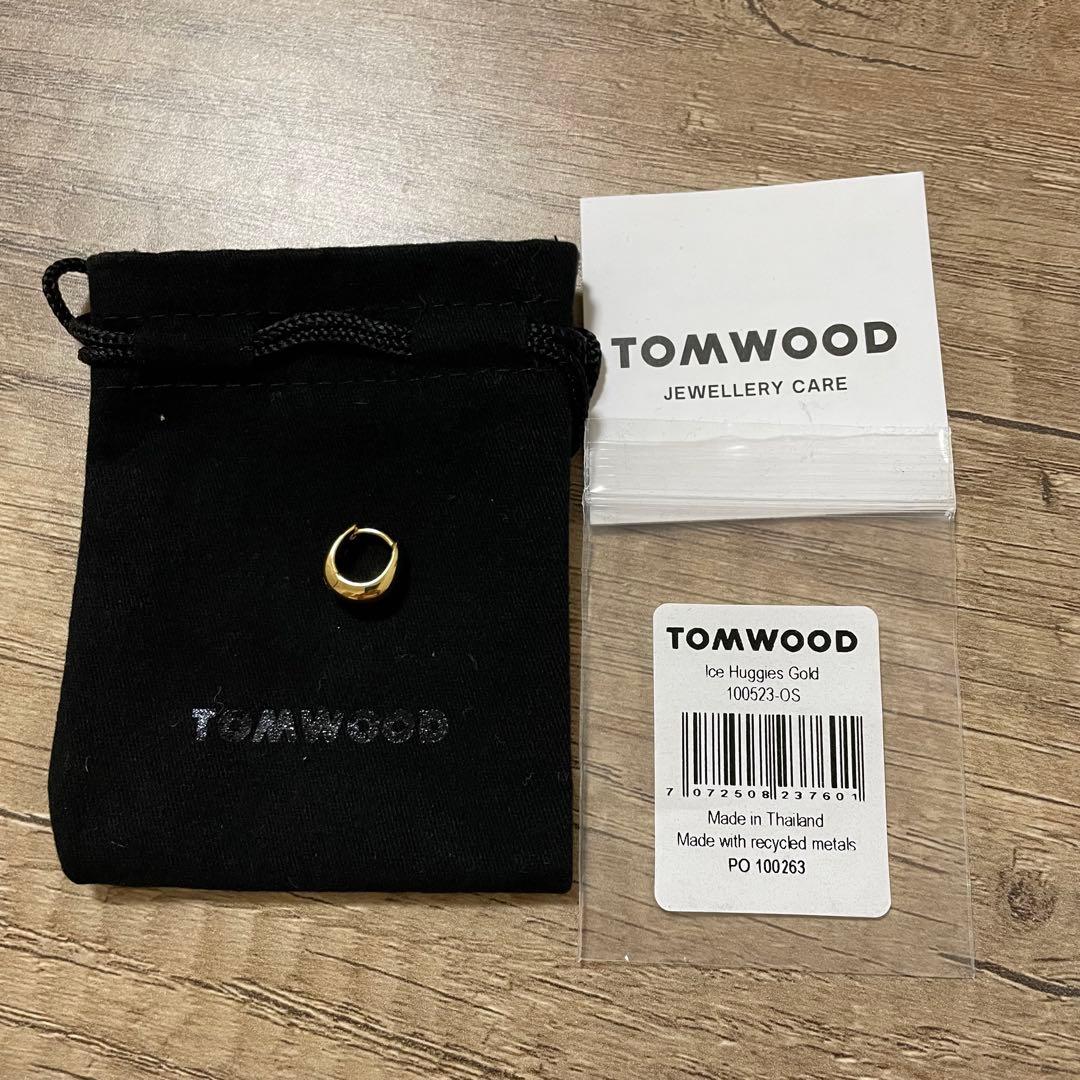 TOMWOOD
TOMWOOD
JEWELLERY CARE
TOMWOOD
Ice Huggies Gold
100523-OS
7 072508 237601
Made in Thailand
Made with recycled metals
PO 100263